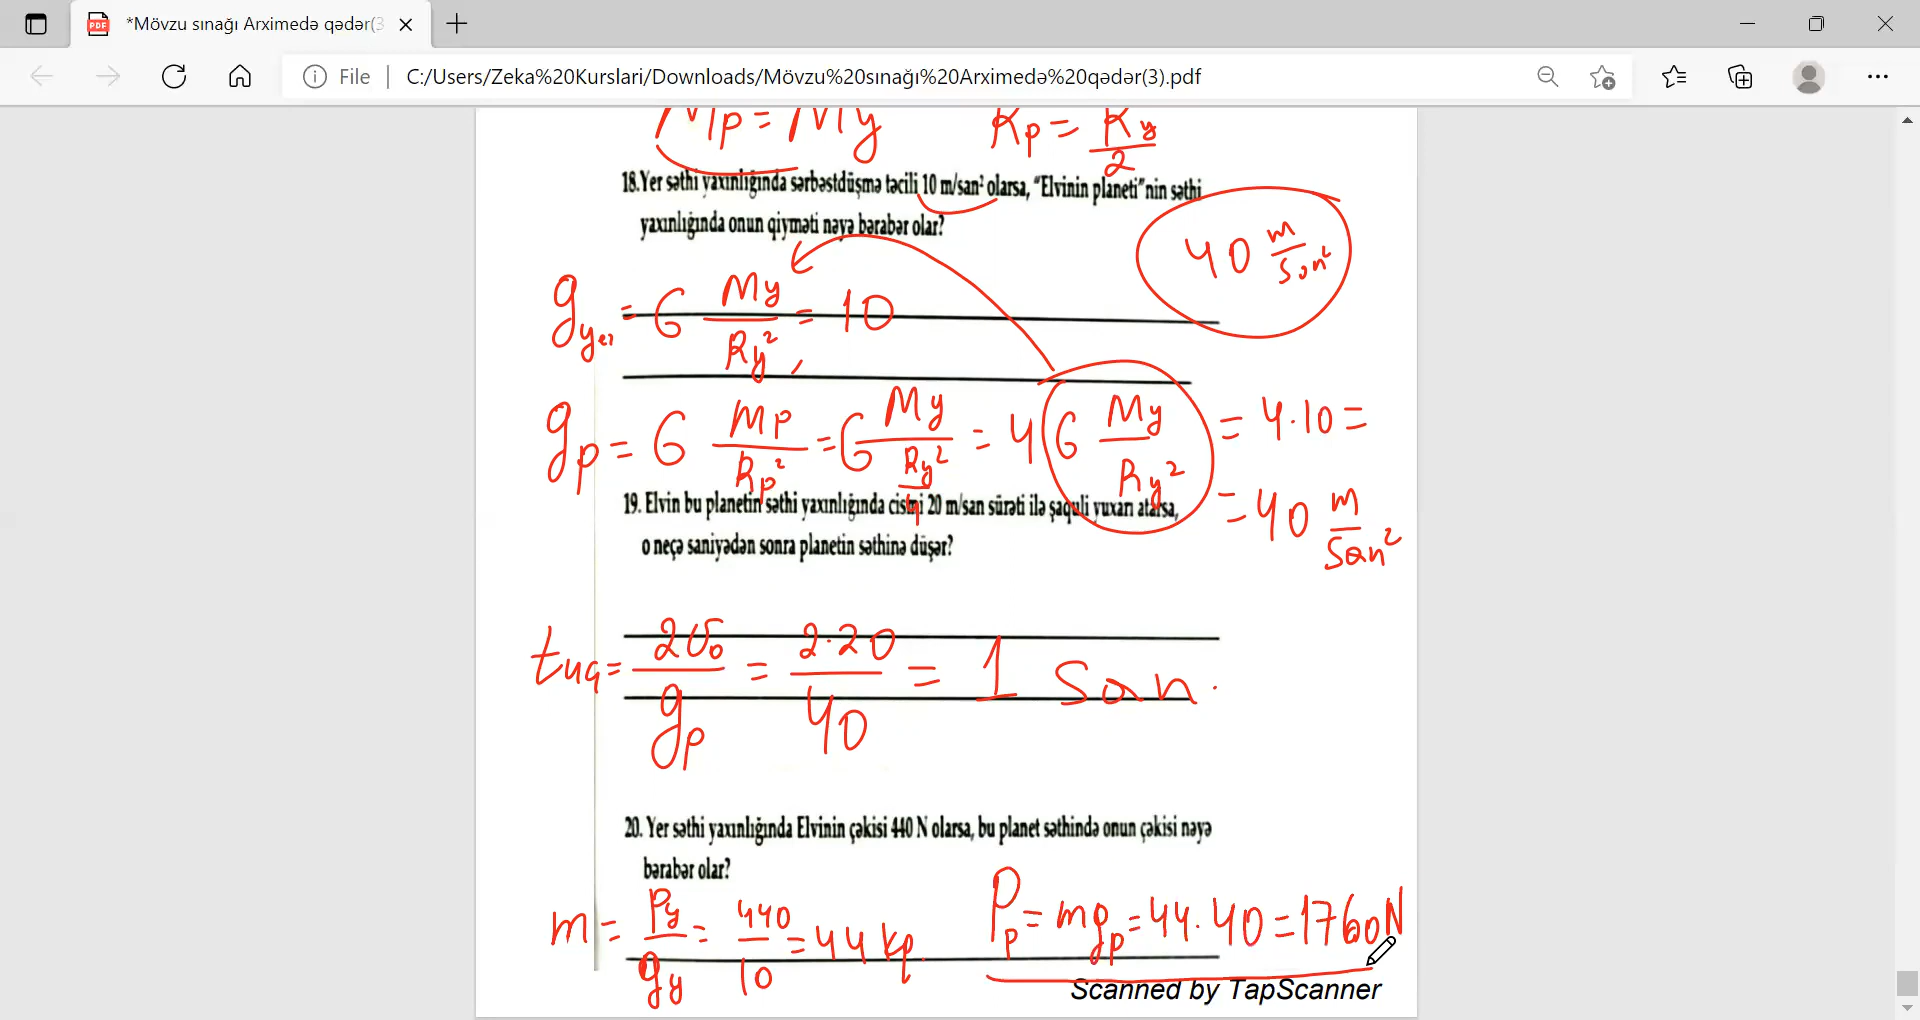 *Mövzu sınağı Arximedə qədər(3
File
C:/Users/Zeka%20Kurslari/Downloads/Mövzu%20sınağı%20Arximedə%20qədər(3).pdf
Mp = My Rp = Ry/2
18.Yer səthi yaxınlığında sərbəstdüşmə təcili 10 m/san² olarsa, "Elvinin planeti"nin səthi
yaxınlığında onun qiyməti nəyə bərabər olar?
40 m/san²
gyer = G My/Ry² = 10
gp = G Mp/Rp² = G My/(Ry²/4) = 4 G My/Ry² = 4·10 =
= 40 m/san²
19. Elvin bu planetin səthi yaxınlığında cismi 20 m/san sürəti ilə şaquli yuxarı atarsa,
o neçə saniyədən sonra planetin səthinə düşər?
tuç = 2υ₀/gp = 2·20/40 = 1 san.
20. Yer səthi yaxınlığında Elvinin çəkisi 440 N olarsa, bu planet səthində onun çəkisi nəyə
bərabər olar?
m = Py/gy = 440/10 = 44 kq Pp = mgp = 44·40 = 1760N
Scanned by TapScanner